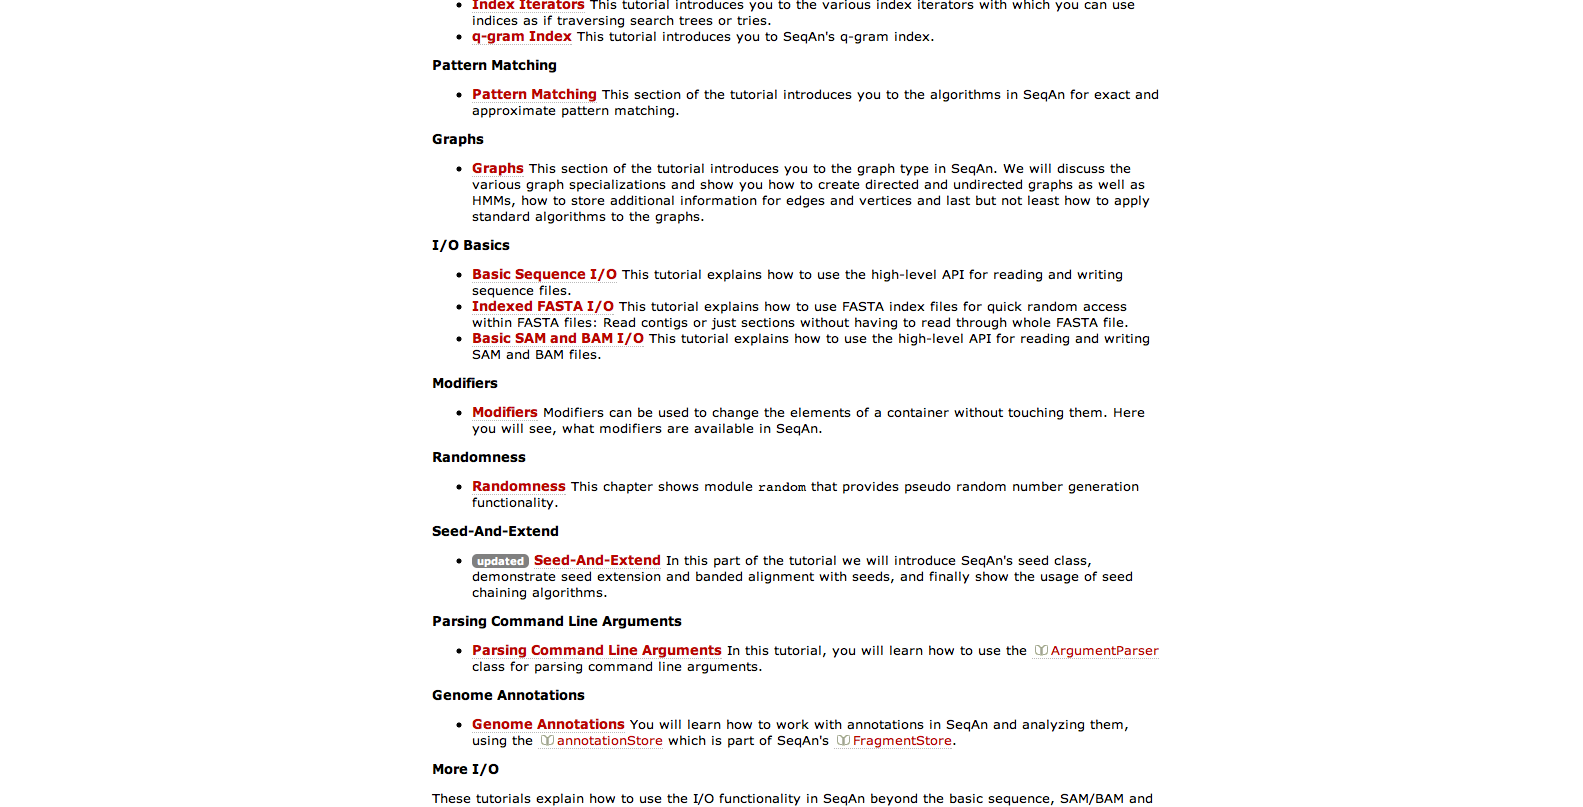 Index Iterators This tutorial introduces you to the various index iterators with which you can use
indices as if traversing search trees or tries.
q-gram Index This tutorial introduces you to SeqAn's q-gram index.
Pattern Matching
Pattern Matching This section of the tutorial introduces you to the algorithms in SeqAn for exact and
approximate pattern matching.
Graphs
Graphs This section of the tutorial introduces you to the graph type in SeqAn. We will discuss the
various graph specializations and show you how to create directed and undirected graphs as well as
HMMs, how to store additional information for edges and vertices and last but not least how to apply
standard algorithms to the graphs.
I/O Basics
Basic Sequence I/O This tutorial explains how to use the high-level API for reading and writing
sequence files.
Indexed FASTA I/O This tutorial explains how to use FASTA index files for quick random access
within FASTA files: Read contigs or just sections without having to read through whole FASTA file.
Basic SAM and BAM I/O This tutorial explains how to use the high-level API for reading and writing
SAM and BAM files.
Modifiers
Modifiers Modifiers can be used to change the elements of a container without touching them. Here
you will see, what modifiers are available in SeqAn.
Randomness
Randomness This chapter shows module random that provides pseudo random number generation
functionality.
Seed-And-Extend
updated Seed-And-Extend In this part of the tutorial we will introduce SeqAn's seed class,
demonstrate seed extension and banded alignment with seeds, and finally show the usage of seed
chaining algorithms.
Parsing Command Line Arguments
Parsing Command Line Arguments In this tutorial, you will learn how to use the ArgumentParser
class for parsing command line arguments.
Genome Annotations
Genome Annotations You will learn how to work with annotations in SeqAn and analyzing them,
using the annotationStore which is part of SeqAn's FragmentStore.
More I/O
These tutorials explain how to use the I/O functionality in SeqAn beyond the basic sequence, SAM/BAM and